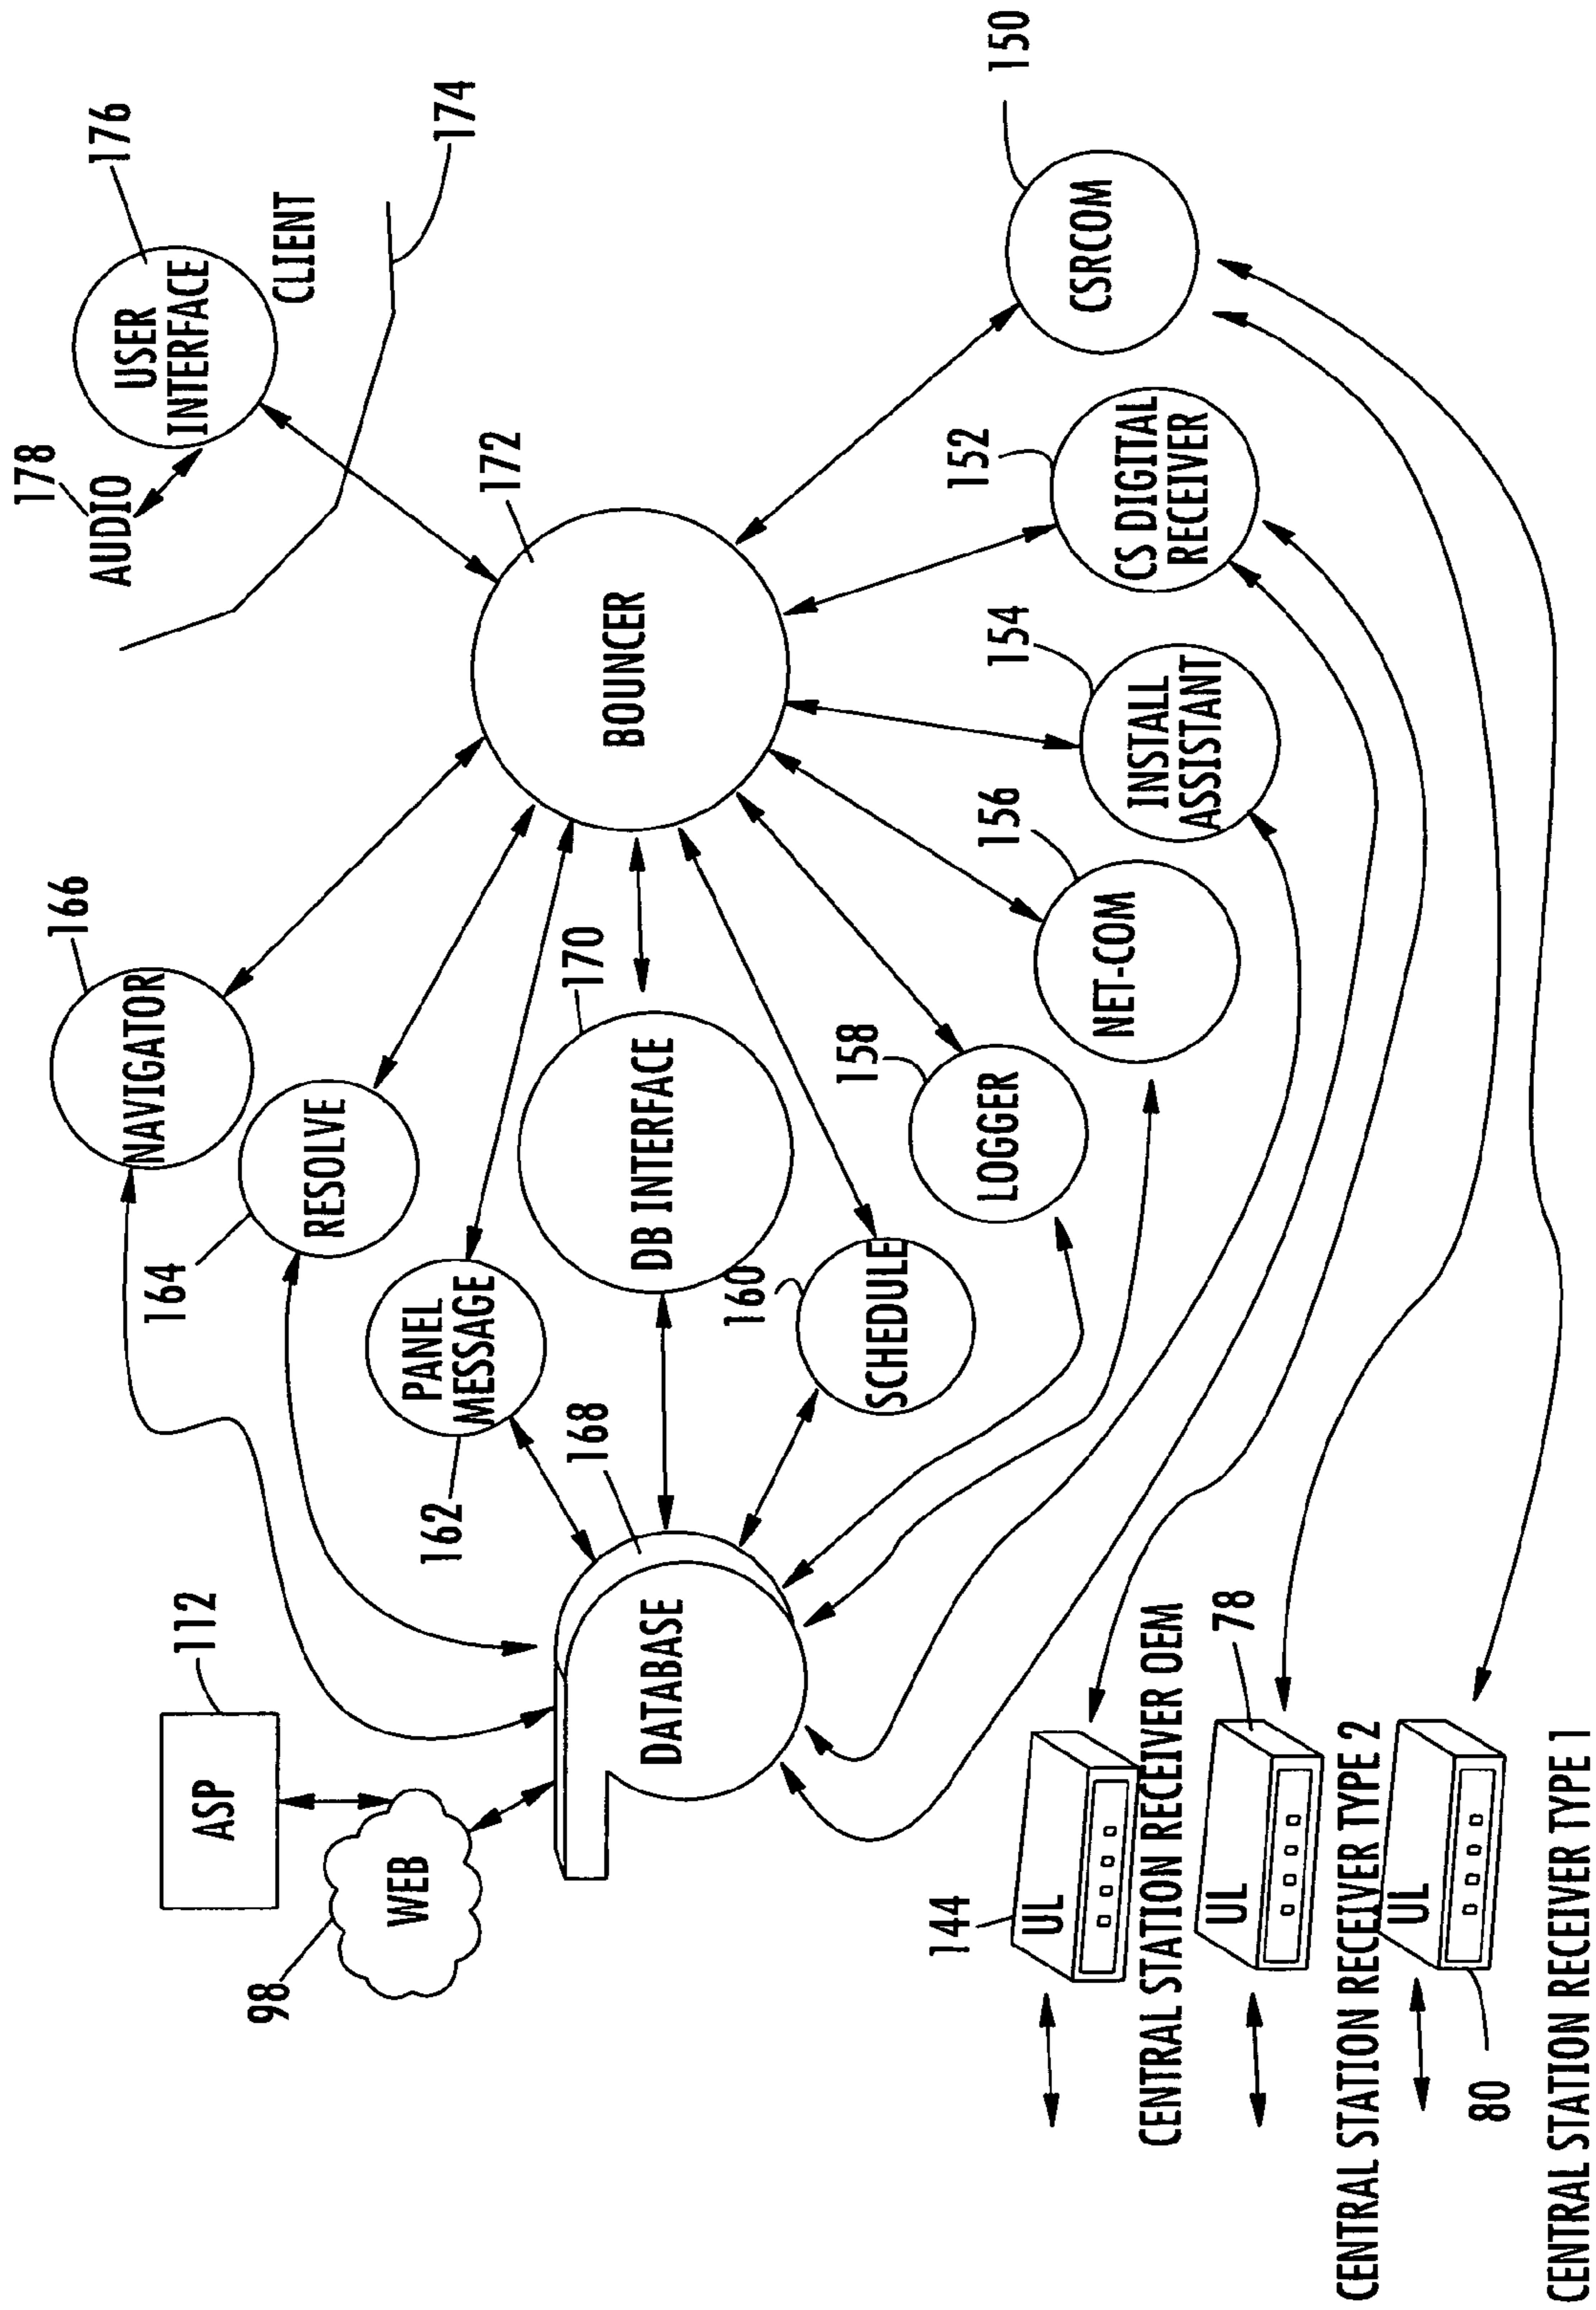 178
AUDIO
176
USER
INTERFACE
CLIENT
174
166
NAVIGATOR
164
RESOLVE
172
BOUNCER
112
ASP
98
WEB
162
PANEL
MESSAGE
170
DB INTERFACE
168
DATABASE
160
SCHEDULE
158
LOGGER
156
NET-COM
154
INSTALL
ASSISTANT
152
CS DIGITAL
RECEIVER
150
CSRCOM
144
UL
CENTRAL STATION RECEIVER OEM
78
UL
CENTRAL STATION RECEIVER TYPE 2
UL
80
CENTRAL STATION RECEIVER TYPE 1